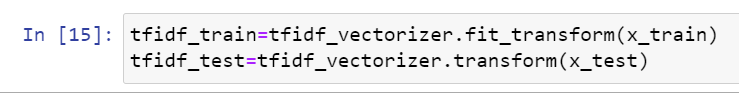 In [15]: tfidf_train=tfidf_vectorizer.fit_transform(x_train)
tfidf_test=tfidf_vectorizer.transform(x_test)